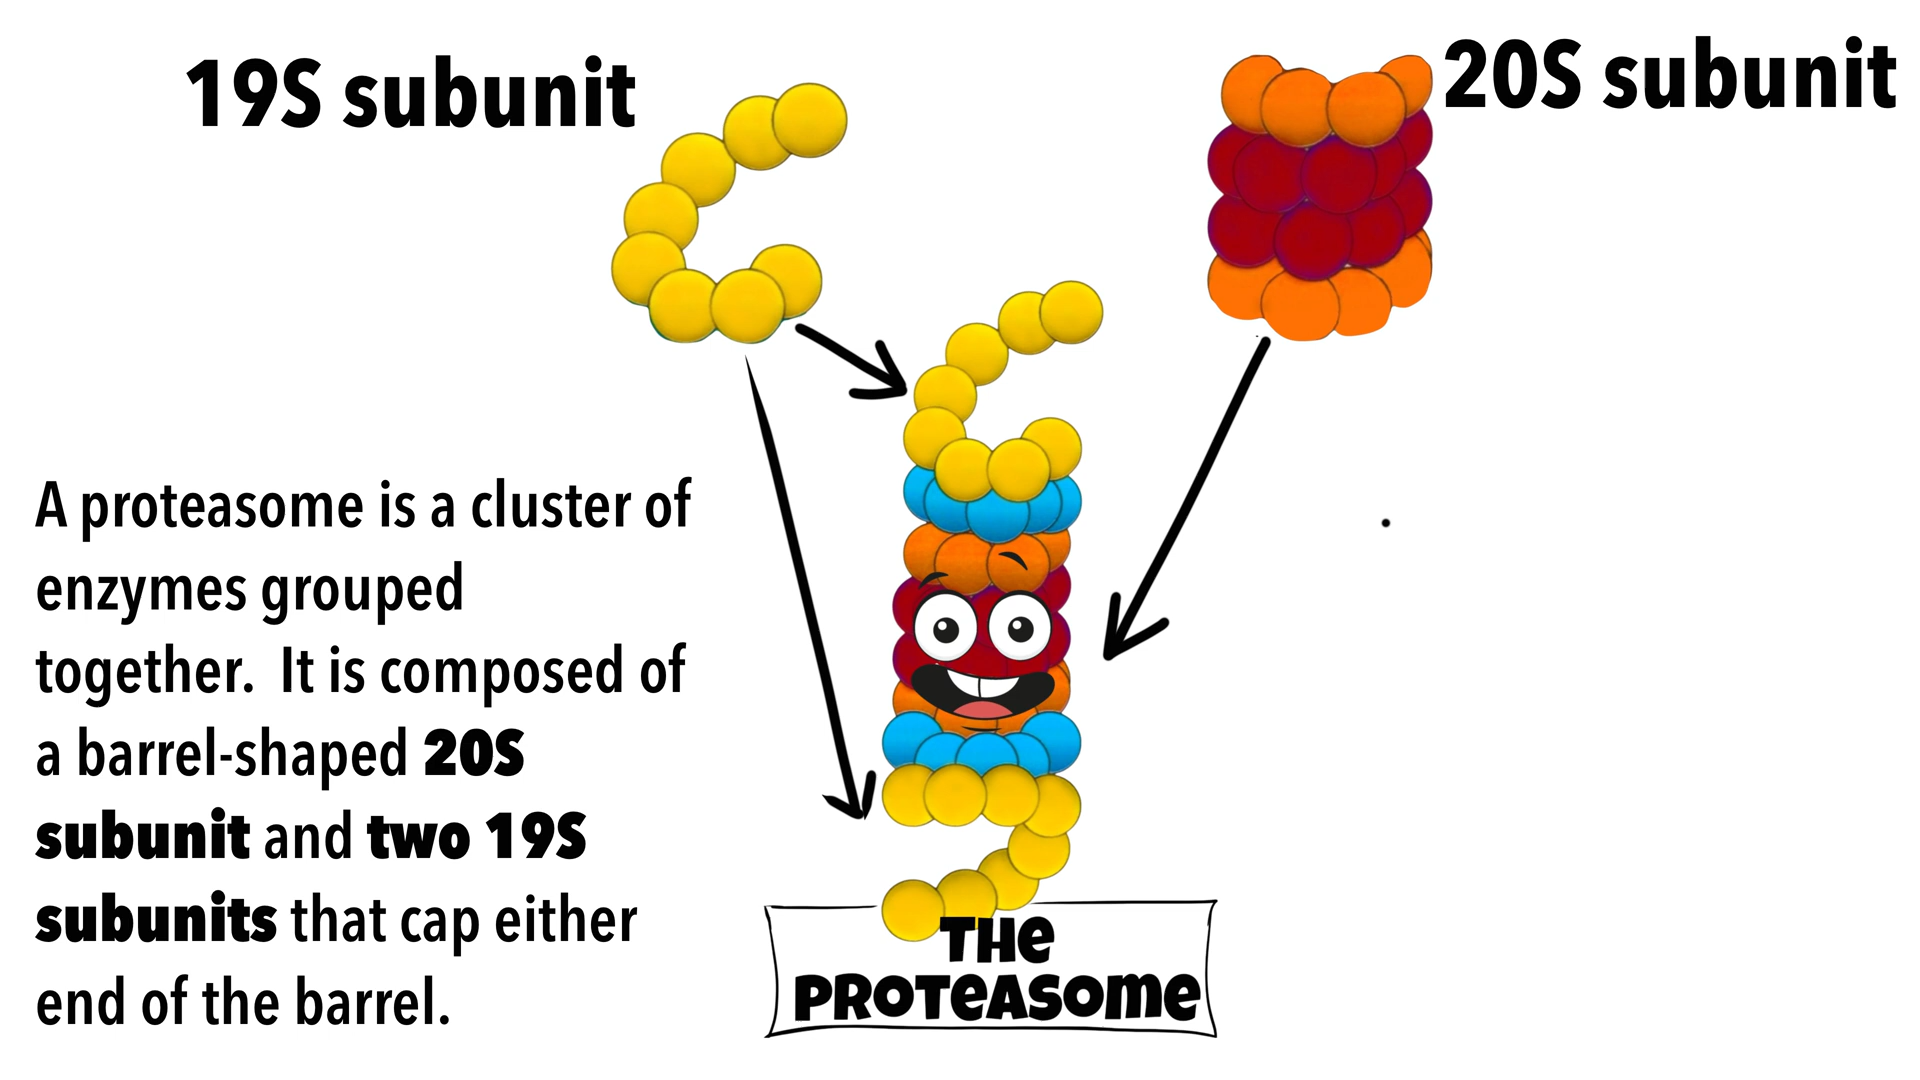 19S subunit
20S subunit
A proteasome is a cluster of
enzymes grouped
together.  It is composed of
a barrel-shaped 20S
subunit and two 19S
subunits that cap either
end of the barrel.
THe
PROTeASOme